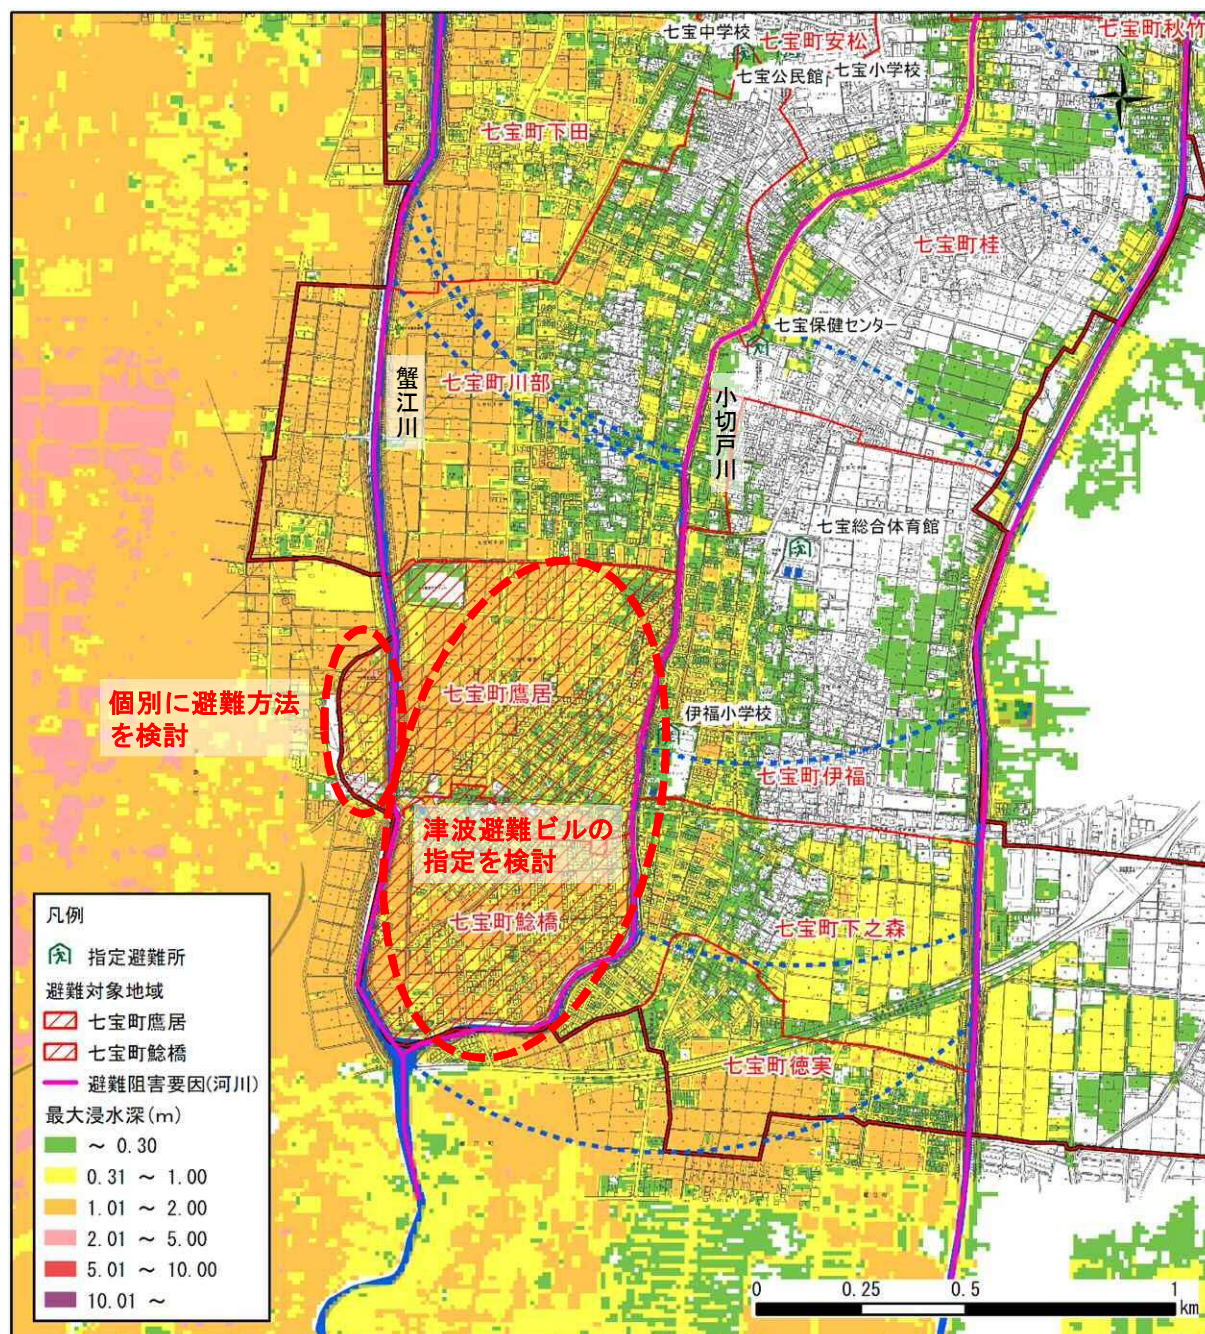 七宝中学校
七宝町安松
七宝町秋竹
七宝公民館
七宝小学校
七宝町下田
七宝町桂
七宝保健センター
七宝町川部
蟹江川
小切戸川
七宝総合体育館
七宝町鷹居
個別に避難方法
を検討
伊福小学校
七宝町伊福
津波避難ビルの
指定を検討
七宝町鯰橋
七宝町下之森
七宝町徳実
凡例
指定避難所
避難対象地域
七宝町鷹居
七宝町鯰橋
避難阻害要因(河川)
最大浸水深(m)
～ 0.30
0.31 ～ 1.00
1.01 ～ 2.00
2.01 ～ 5.00
5.01 ～ 10.00
10.01 ～
0 0.25 0.5 1
km